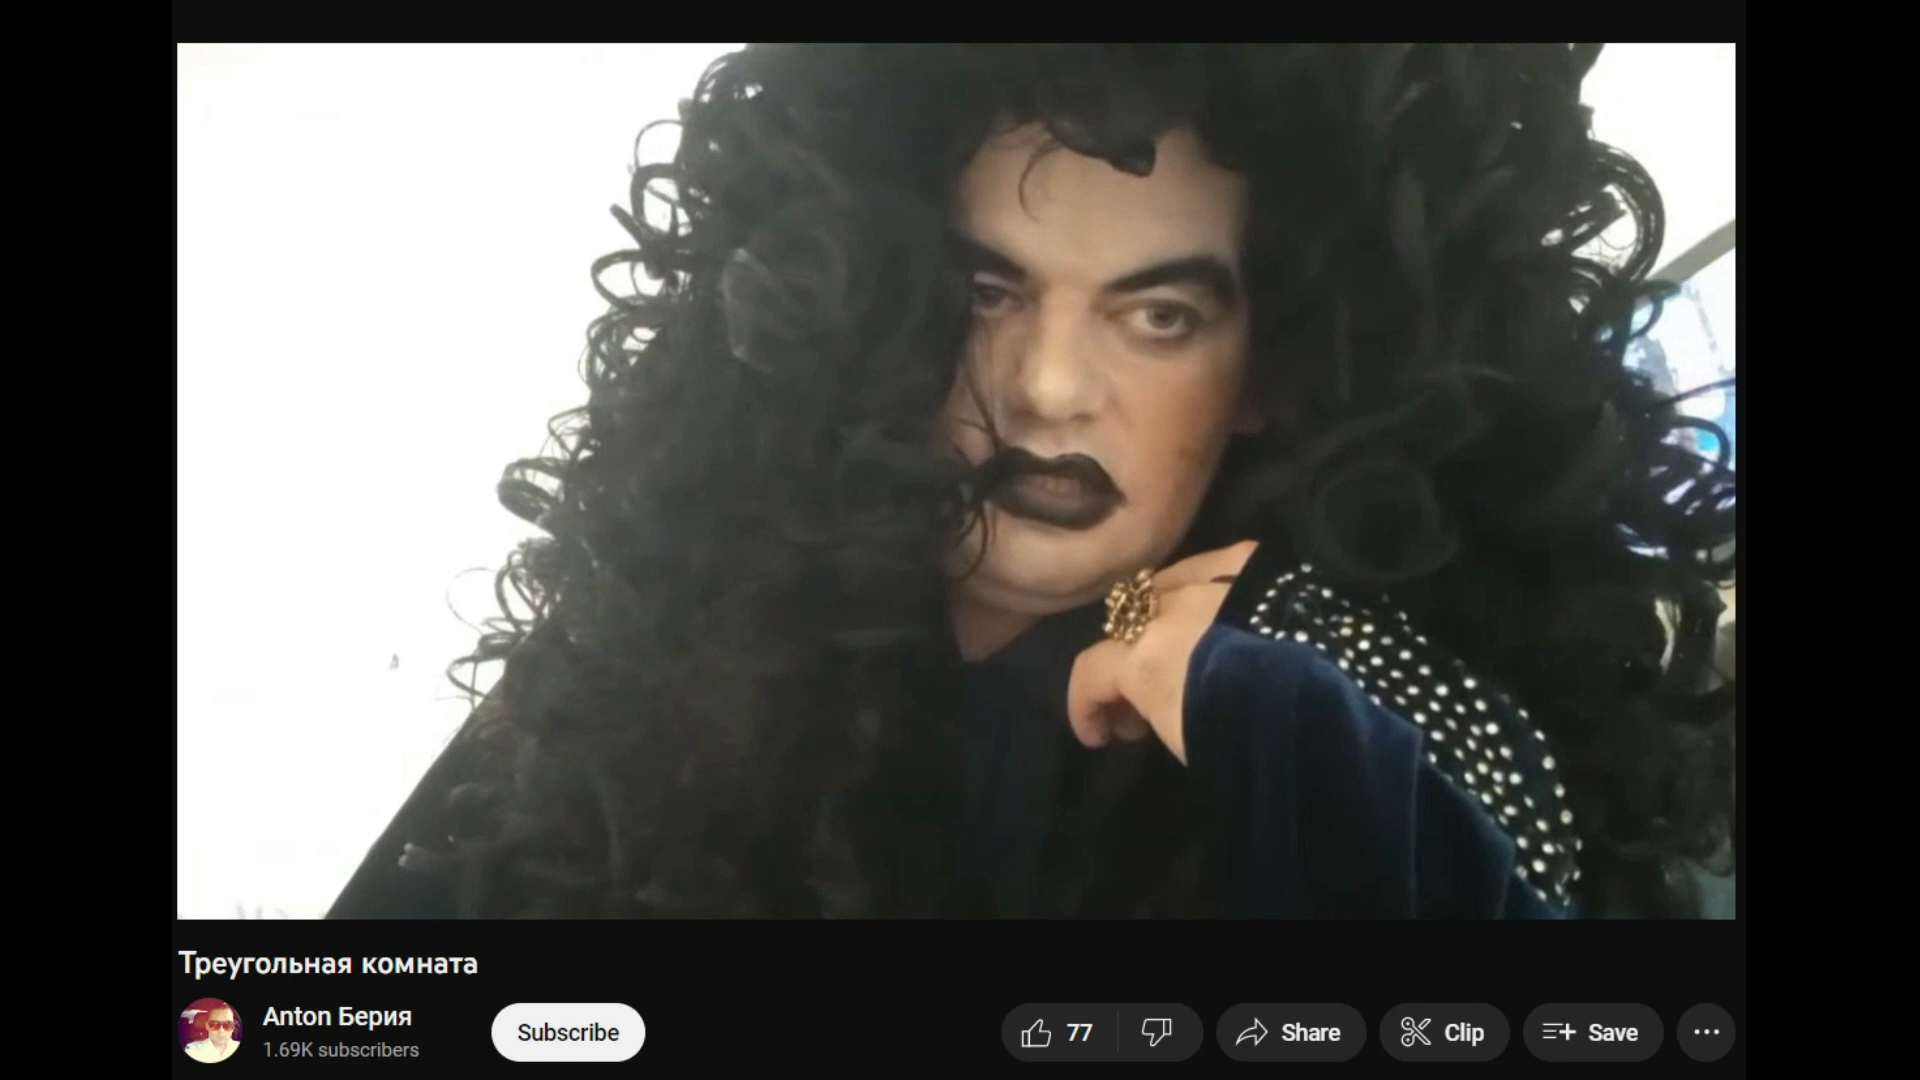 Треугольная комната
Anton Берия
1.69K subscribers
Subscribe
77
Share
Clip
Save